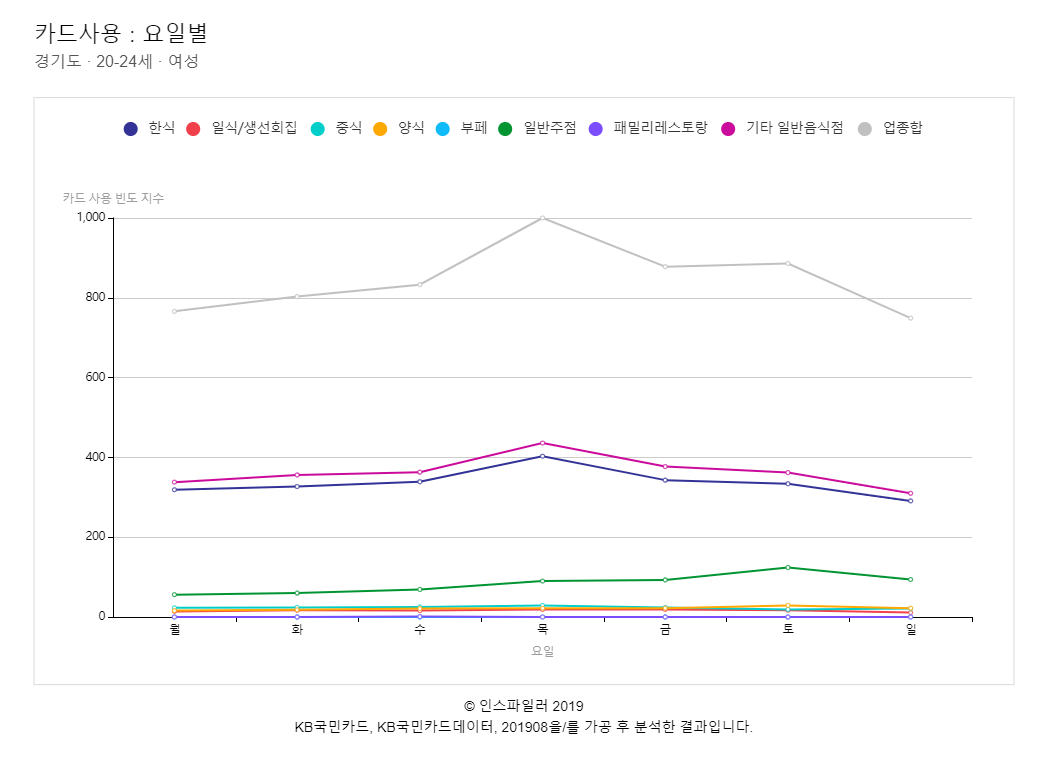 카드사용 : 요일별
경기도 · 20-24세 · 여성
한식 일식/생선회집 중식 양식 부페 일반주점 패밀리레스토랑 기타 일반음식점 업종합
카드 사용 빈도 지수
1,000
800
600
400
200
0
월 화 수 목 금 토 일
요일
© 인스파일러 2019
KB국민카드, KB국민카드데이터, 201908을/를 가공 후 분석한 결과입니다.